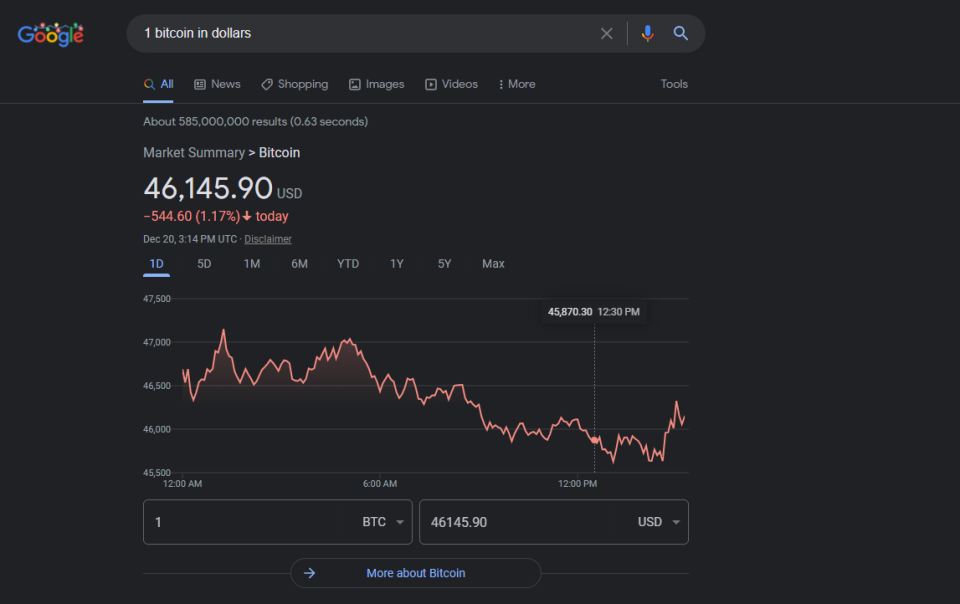 Google
1 bitcoin in dollars
All News Shopping Images Videos More Tools
About 585,000,000 results (0.63 seconds)
Market Summary > Bitcoin
46,145.90 USD
−544.60 (1.17%) today
Dec 20, 3:14 PM UTC · Disclaimer
1D 5D 1M 6M YTD 1Y 5Y Max
45,870.30 12:30 PM
47,500
47,000
46,500
46,000
45,500
12:00 AM 6:00 AM 12:00 PM
1 BTC 46145.90 USD
More about Bitcoin